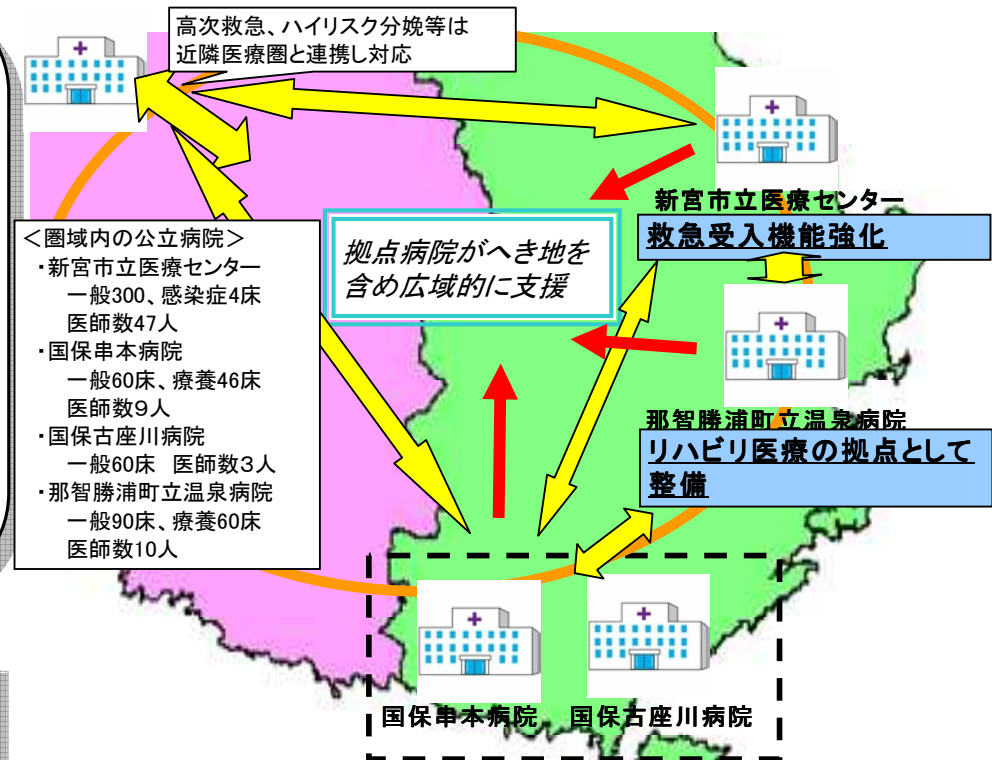 高次救急、ハイリスク分娩等は
近隣医療圏と連携し対応
新宮市立医療センター
救急受入機能強化
拠点病院がへき地を
含め広域的に支援
＜圏域内の公立病院＞
・新宮市立医療センター
一般300、感染症4床
医師数47人
・国保串本病院
一般60床、療養46床
医師数９人
・国保古座川病院
一般60床　医師数３人
・那智勝浦町立温泉病院
一般90床、療養60床
医師数10人
那智勝浦町立温泉病院
リハビリ医療の拠点として
整備
国保串本病院
国保古座川病院